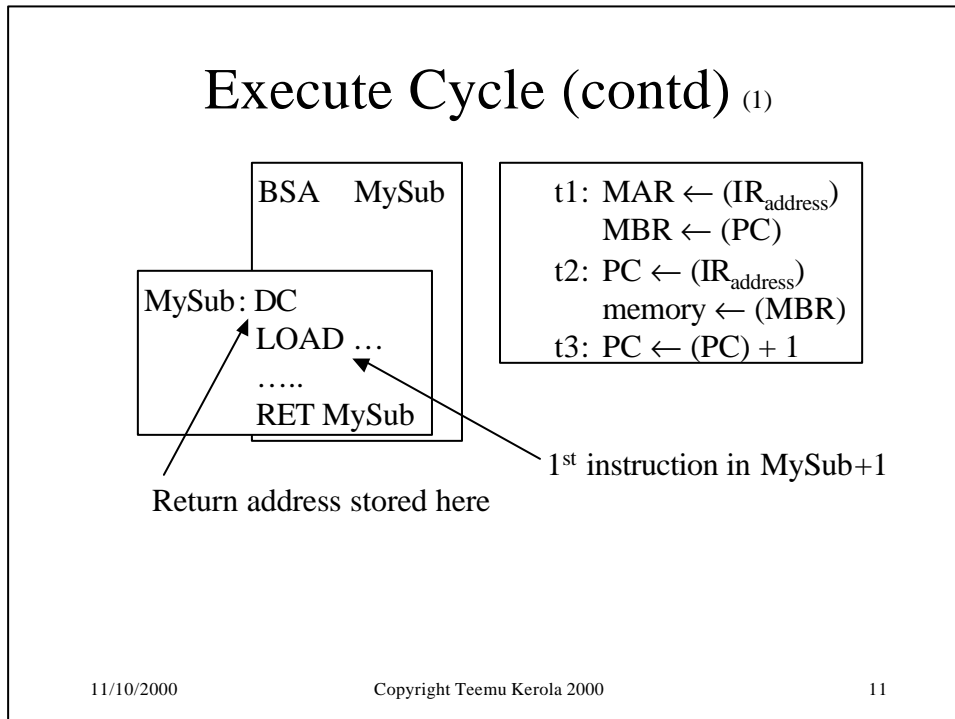 Execute Cycle (contd) (1)
BSA MySub
MySub: DC
LOAD …
…..
RET MySub
t1: MAR ← (IRaddress)
MBR ← (PC)
t2: PC ← (IRaddress)
memory ← (MBR)
t3: PC ← (PC) + 1
1st instruction in MySub+1
Return address stored here
11/10/2000 Copyright Teemu Kerola 2000 11